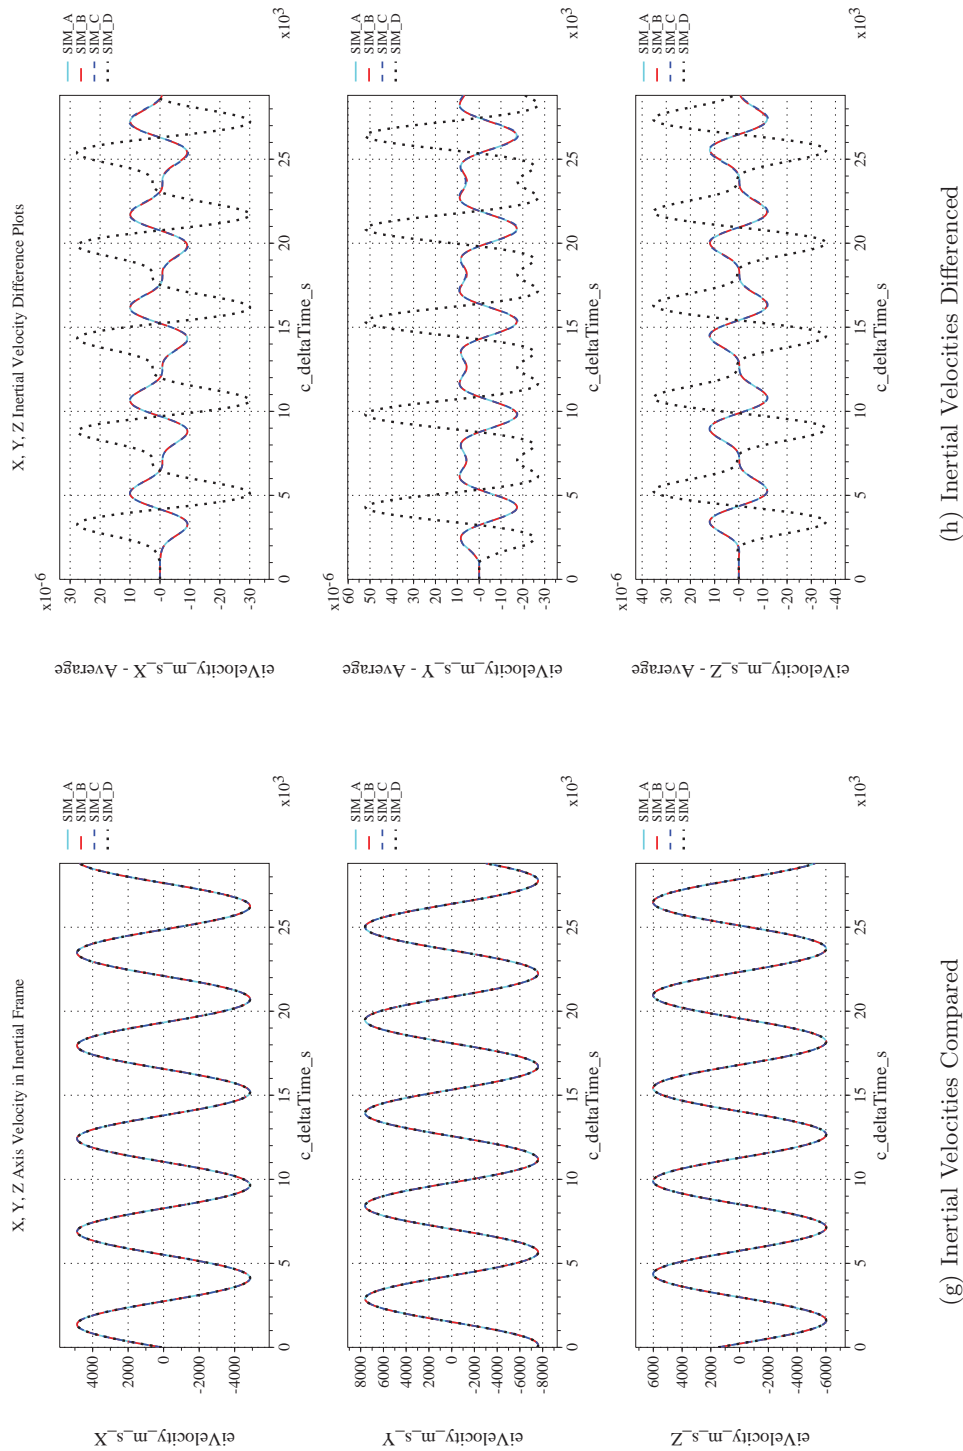 X, Y, Z Axis Velocity in Inertial Frame
eiVelocity_m_s_X
4000
2000
0
-2000
-4000
0 5 10 15 20 25
x10^3
c_deltaTime_s
SIM_A
SIM_B
SIM_C
SIM_D
eiVelocity_m_s_Y
8000
6000
4000
2000
0
-2000
-4000
-6000
-8000
0 5 10 15 20 25
x10^3
c_deltaTime_s
SIM_A
SIM_B
SIM_C
SIM_D
eiVelocity_m_s_Z
6000
4000
2000
0
-2000
-4000
-6000
0 5 10 15 20 25
x10^3
c_deltaTime_s
SIM_A
SIM_B
SIM_C
SIM_D
(g) Inertial Velocities Compared
X, Y, Z Inertial Velocity Difference Plots
eiVelocity_m_s_X - Average
x10^-6
30
20
10
-0
-10
-20
-30
0 5 10 15 20 25
x10^3
c_deltaTime_s
SIM_A
SIM_B
SIM_C
SIM_D
eiVelocity_m_s_Y - Average
x10^-6
60
50
40
30
20
10
-0
-10
-20
-30
0 5 10 15 20 25
x10^3
c_deltaTime_s
SIM_A
SIM_B
SIM_C
SIM_D
eiVelocity_m_s_Z - Average
x10^-6
40
30
20
10
-0
-10
-20
-30
-40
0 5 10 15 20 25
x10^3
c_deltaTime_s
SIM_A
SIM_B
SIM_C
SIM_D
(h) Inertial Velocities Differenced